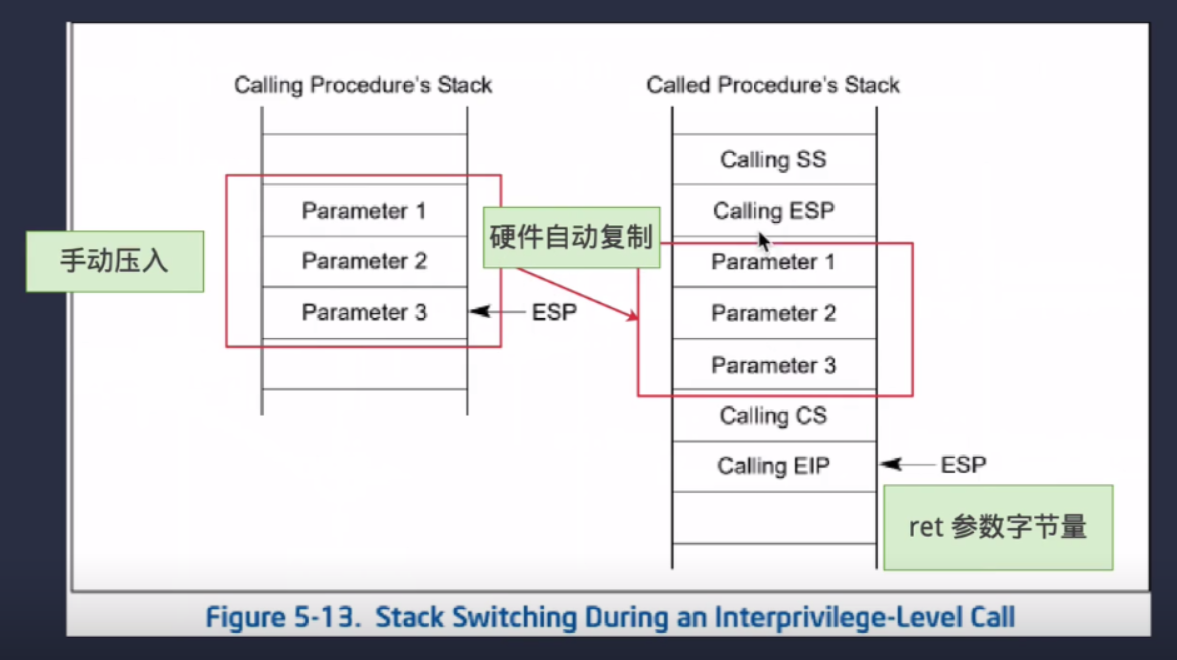 Calling Procedure's Stack
Called Procedure's Stack
Calling SS
Parameter 1
Calling ESP
手动压入
硬件自动复制
Parameter 2
Parameter 1
Parameter 3
ESP
Parameter 2
Parameter 3
Calling CS
Calling EIP
ESP
ret 参数字节量
Figure 5-13. Stack Switching During an Interprivilege-Level Call